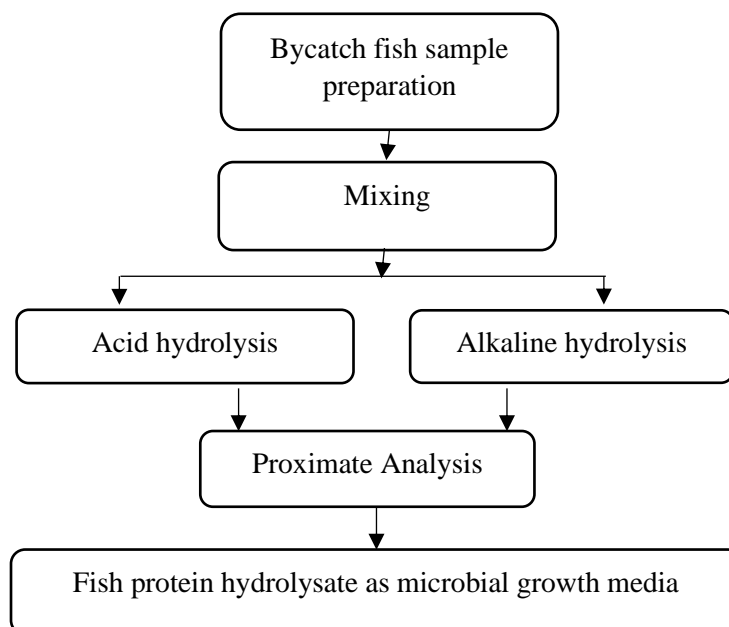 Bycatch fish sample
preparation
Mixing
Acid hydrolysis
Alkaline hydrolysis
Proximate Analysis
Fish protein hydrolysate as microbial growth media